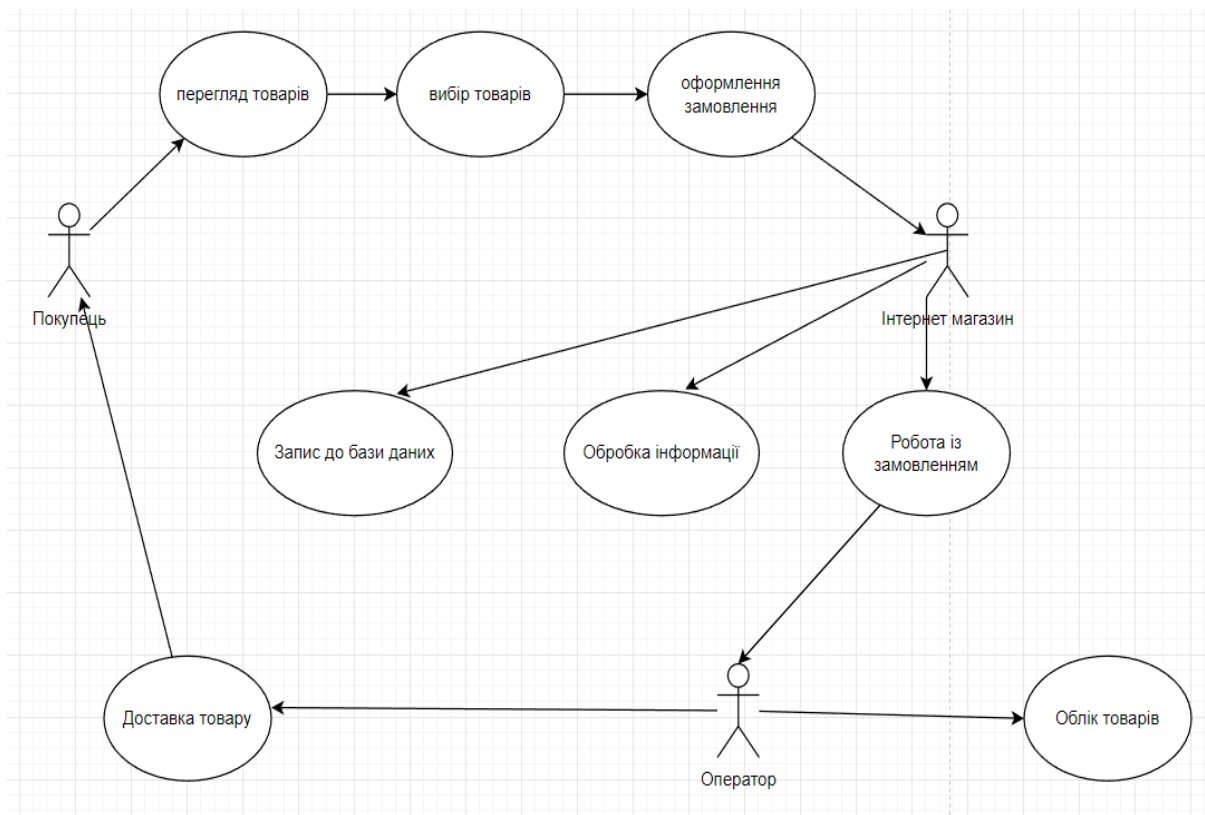 перегляд товарів
вибір товарів
оформлення
замовлення
Покупець
Інтернет магазин
Запис до бази даних
Обробка інформації
Робота із
замовленням
Доставка товару
Облік товарів
Оператор